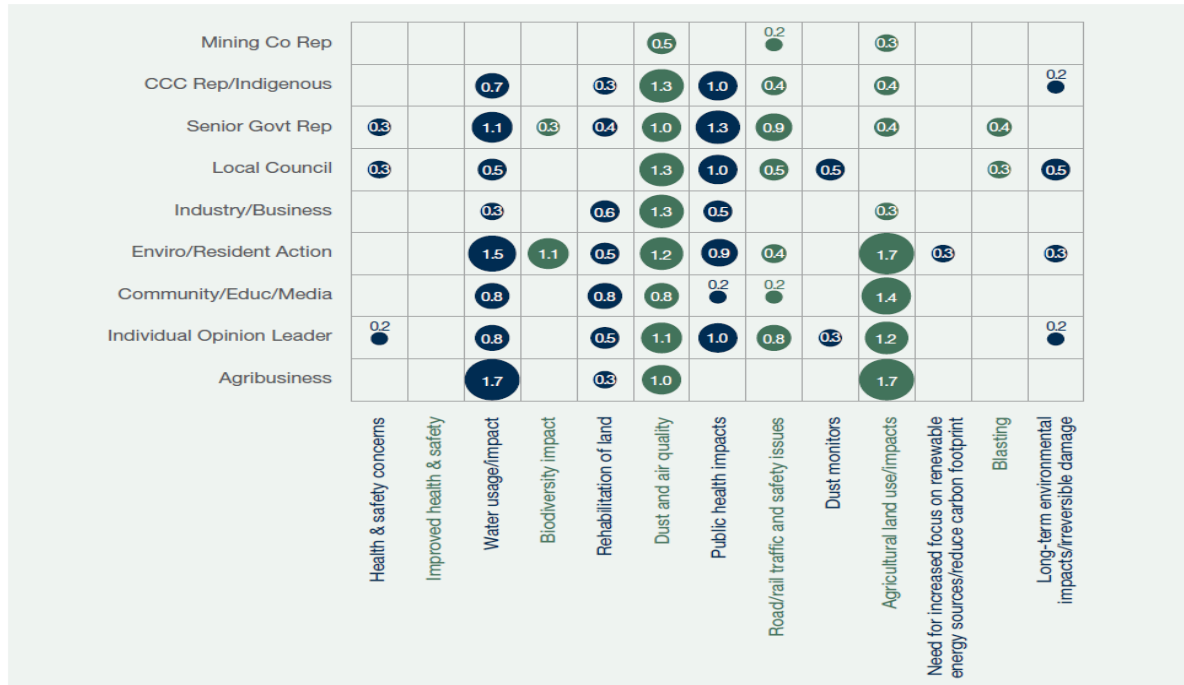 Mining Co Rep 0.5 0.2 0.3
CCC Rep/Indigenous 0.7 0.3 1.3 1.0 0.4 0.4 0.2
Senior Govt Rep 0.3 1.1 0.3 0.4 1.0 1.3 0.9 0.4 0.4
Local Council 0.3 0.5 1.3 1.0 0.5 0.5 0.3 0.5
Industry/Business 0.3 0.6 1.3 0.5 0.3
Enviro/Resident Action 1.5 1.1 0.5 1.2 0.9 0.4 1.7 0.3 0.3
Community/Educ/Media 0.8 0.8 0.8 0.2 0.2 1.4
Individual Opinion Leader 0.2 0.8 0.5 1.1 1.0 0.8 0.3 1.2 0.2
Agribusiness 1.7 0.3 1.0 1.7
Health & safety concerns
Improved health & safety
Water usage/impact
Biodiversity impact
Rehabilitation of land
Dust and air quality
Public health impacts
Road/rail traffic and safety issues
Dust monitors
Agricultural land use/impacts
Need for increased focus on renewable
energy sources/reduce carbon footprint
Blasting
Long-term environmental
impacts/irreversible damage